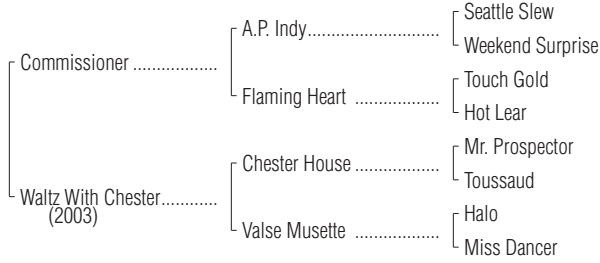 Seattle Slew
A.P. Indy..........................
Weekend Surprise
Commissioner .................
Touch Gold
Flaming Heart .................
Hot Lear
Mr. Prospector
Chester House .................
Toussaud
Waltz With Chester...........
(2003)
Halo
Valse Musette .................
Miss Dancer